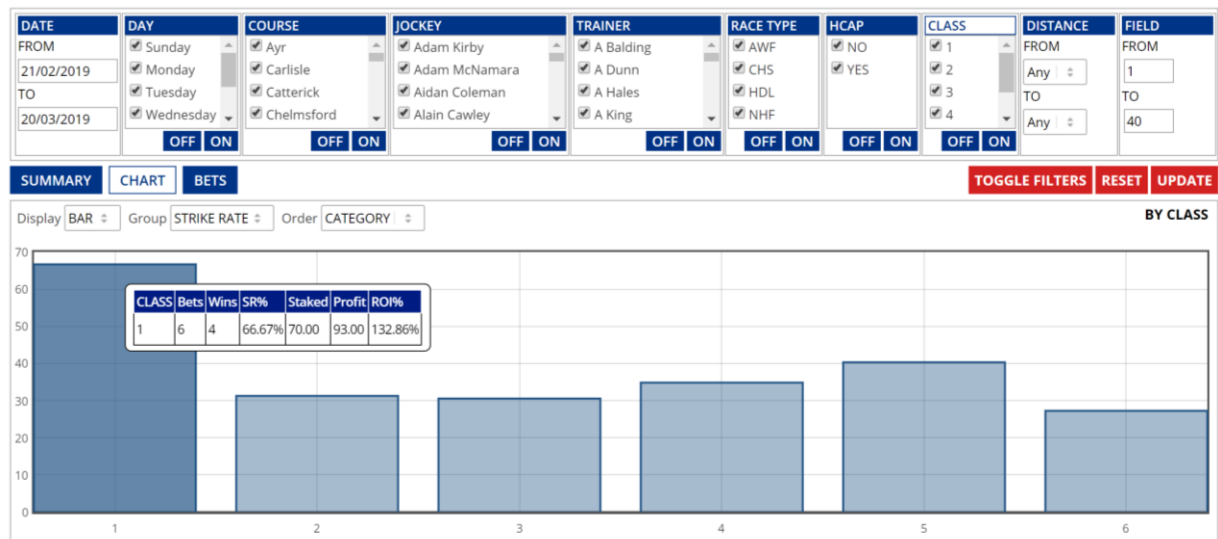 DATE DAY COURSE JOCKEY TRAINER RACE TYPE HCAP CLASS DISTANCE FIELD
FROM Sunday Ayr Adam Kirby A Balding AWF NO 1 FROM FROM
21/02/2019 Monday Carlisle Adam McNamara A Dunn CHS YES 2 Any 1
TO Tuesday Catterick Aidan Coleman A Hales HDL 3 TO TO
20/03/2019 Wednesday Chelmsford Alain Cawley A King NHF 4 Any 40
OFF ON OFF ON OFF ON OFF ON OFF ON OFF ON OFF ON
SUMMARY CHART BETS TOGGLE FILTERS RESET UPDATE
Display BAR Group STRIKE RATE Order CATEGORY BY CLASS
70
60
CLASS Bets Wins SR% Staked Profit ROI%
1 6 4 66.67% 70.00 93.00 132.86%
50
40
30
20
10
0
1 2 3 4 5 6